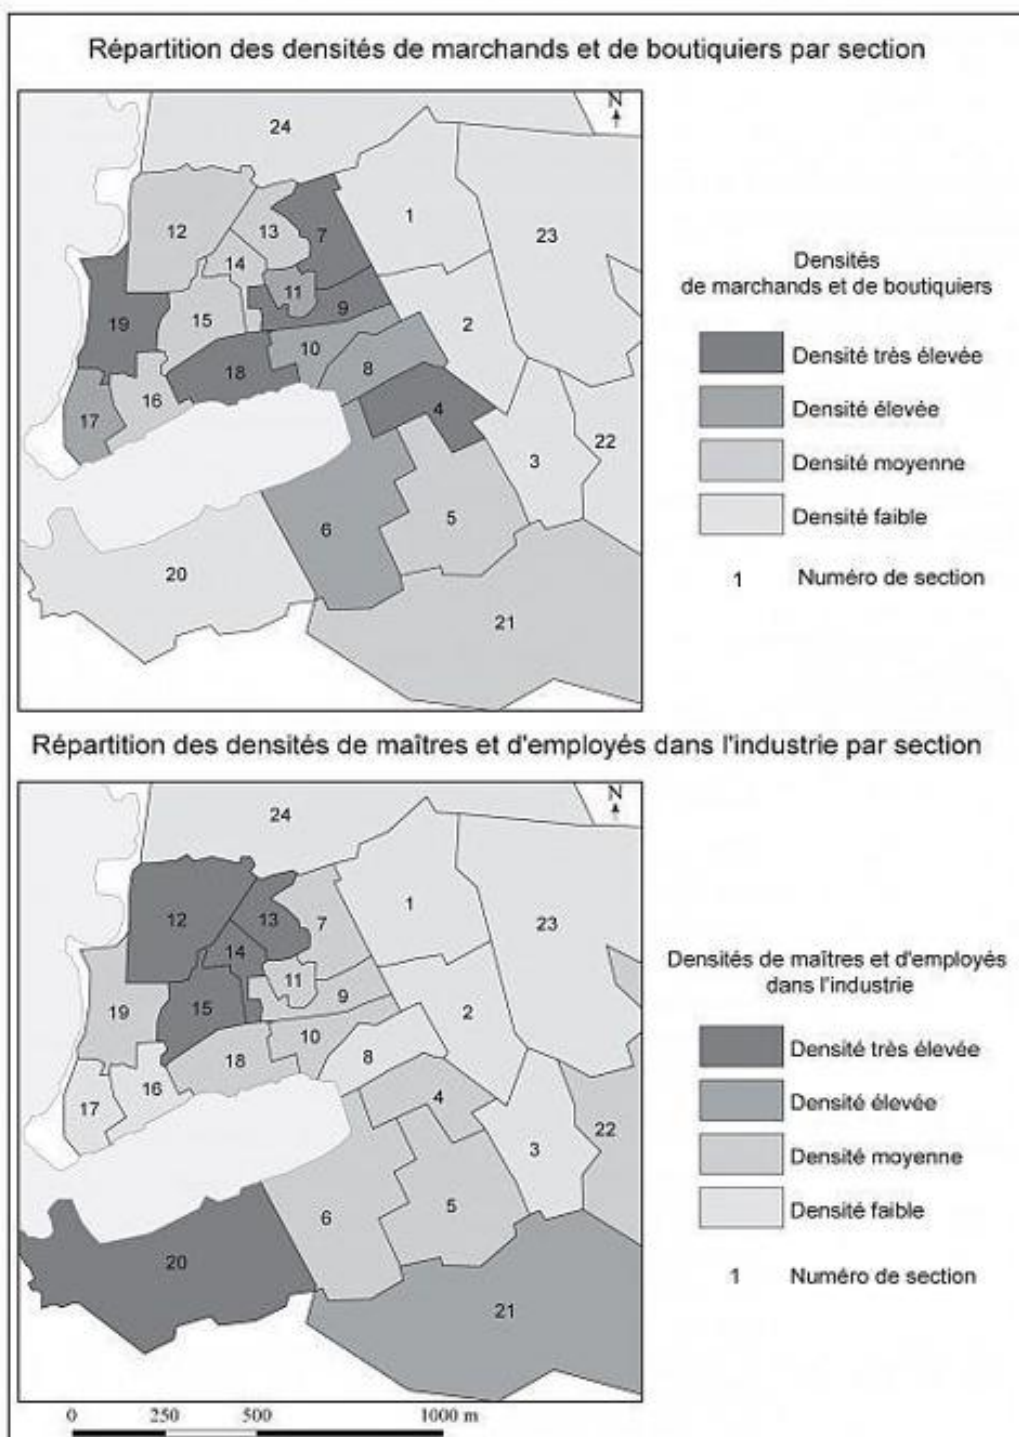 Répartition des densités de marchands et de boutiquiers par section
N
24
12
13
7
1
23
14
11
9
2
19
15
10
18
8
17
16
4
3
22
6
5
20
21
Densités
de marchands et de boutiquiers
Densité très élevée
Densité élevée
Densité moyenne
Densité faible
1 Numéro de section
Répartition des densités de maîtres et d'employés dans l'industrie par section
N
24
12
13
7
1
23
14
11
9
2
19
15
10
18
8
17
16
4
3
22
6
5
20
21
Densités de maîtres et d'employés
dans l'industrie
Densité très élevée
Densité élevée
Densité moyenne
Densité faible
1 Numéro de section
0 250 500 1000 m